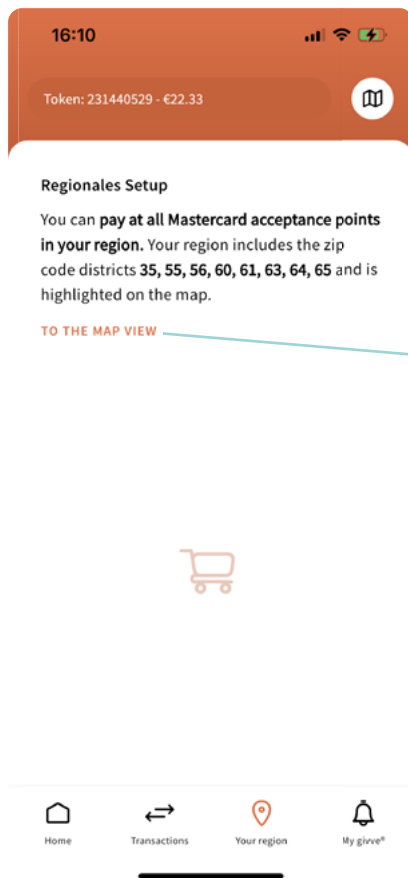 16:10
Token: 231440529 - €22.33
Regionales Setup
You can pay at all Mastercard acceptance points
in your region. Your region includes the zip
code districts 35, 55, 56, 60, 61, 63, 64, 65 and is
highlighted on the map.
TO THE MAP VIEW
Home Transactions Your region My givve®